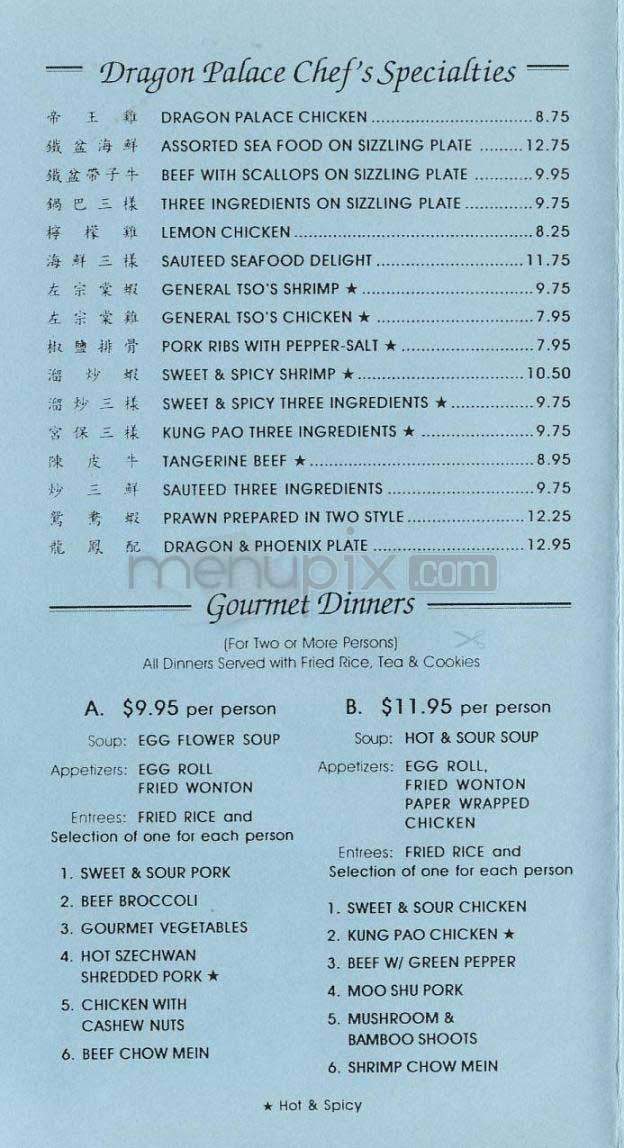 Dragon Palace Chef's Specialties
帝王雞 DRAGON PALACE CHICKEN 8.75
鐵盆海鮮 ASSORTED SEA FOOD ON SIZZLING PLATE 12.75
鐵盆帶子牛 BEEF WITH SCALLOPS ON SIZZLING PLATE 9.95
鍋巴三樣 THREE INGREDIENTS ON SIZZLING PLATE 9.75
檸檬雞 LEMON CHICKEN 8.25
海鮮三樣 SAUTEED SEAFOOD DELIGHT 11.75
左宗棠蝦 GENERAL TSO'S SHRIMP ★ 9.75
左宗棠雞 GENERAL TSO'S CHICKEN ★ 7.95
椒鹽排骨 PORK RIBS WITH PEPPER-SALT ★ 7.95
溜炒蝦 SWEET & SPICY SHRIMP ★ 10.50
溜炒三樣 SWEET & SPICY THREE INGREDIENTS ★ 9.75
宮保三樣 KUNG PAO THREE INGREDIENTS ★ 9.75
陳皮牛 TANGERINE BEEF ★ 8.95
炒三鮮 SAUTEED THREE INGREDIENTS 9.75
鴛鴦蝦 PRAWN PREPARED IN TWO STYLE 12.25
龍鳳配 DRAGON & PHOENIX PLATE 12.95
menupix.com
Gourmet Dinners
(For Two or More Persons)
All Dinners Served with Fried Rice, Tea & Cookies
A. $9.95 per person
Soup: EGG FLOWER SOUP
Appetizers: EGG ROLL
FRIED WONTON
Entrees: FRIED RICE and
Selection of one for each person
1. SWEET & SOUR PORK
2. BEEF BROCCOLI
3. GOURMET VEGETABLES
4. HOT SZECHWAN
SHREDDED PORK ★
5. CHICKEN WITH
CASHEW NUTS
6. BEEF CHOW MEIN
B. $11.95 per person
Soup: HOT & SOUR SOUP
Appetizers: EGG ROLL,
FRIED WONTON
PAPER WRAPPED
CHICKEN
Entrees: FRIED RICE and
Selection of one for each person
1. SWEET & SOUR CHICKEN
2. KUNG PAO CHICKEN ★
3. BEEF W/ GREEN PEPPER
4. MOO SHU PORK
5. MUSHROOM &
BAMBOO SHOOTS
6. SHRIMP CHOW MEIN
★ Hot & Spicy